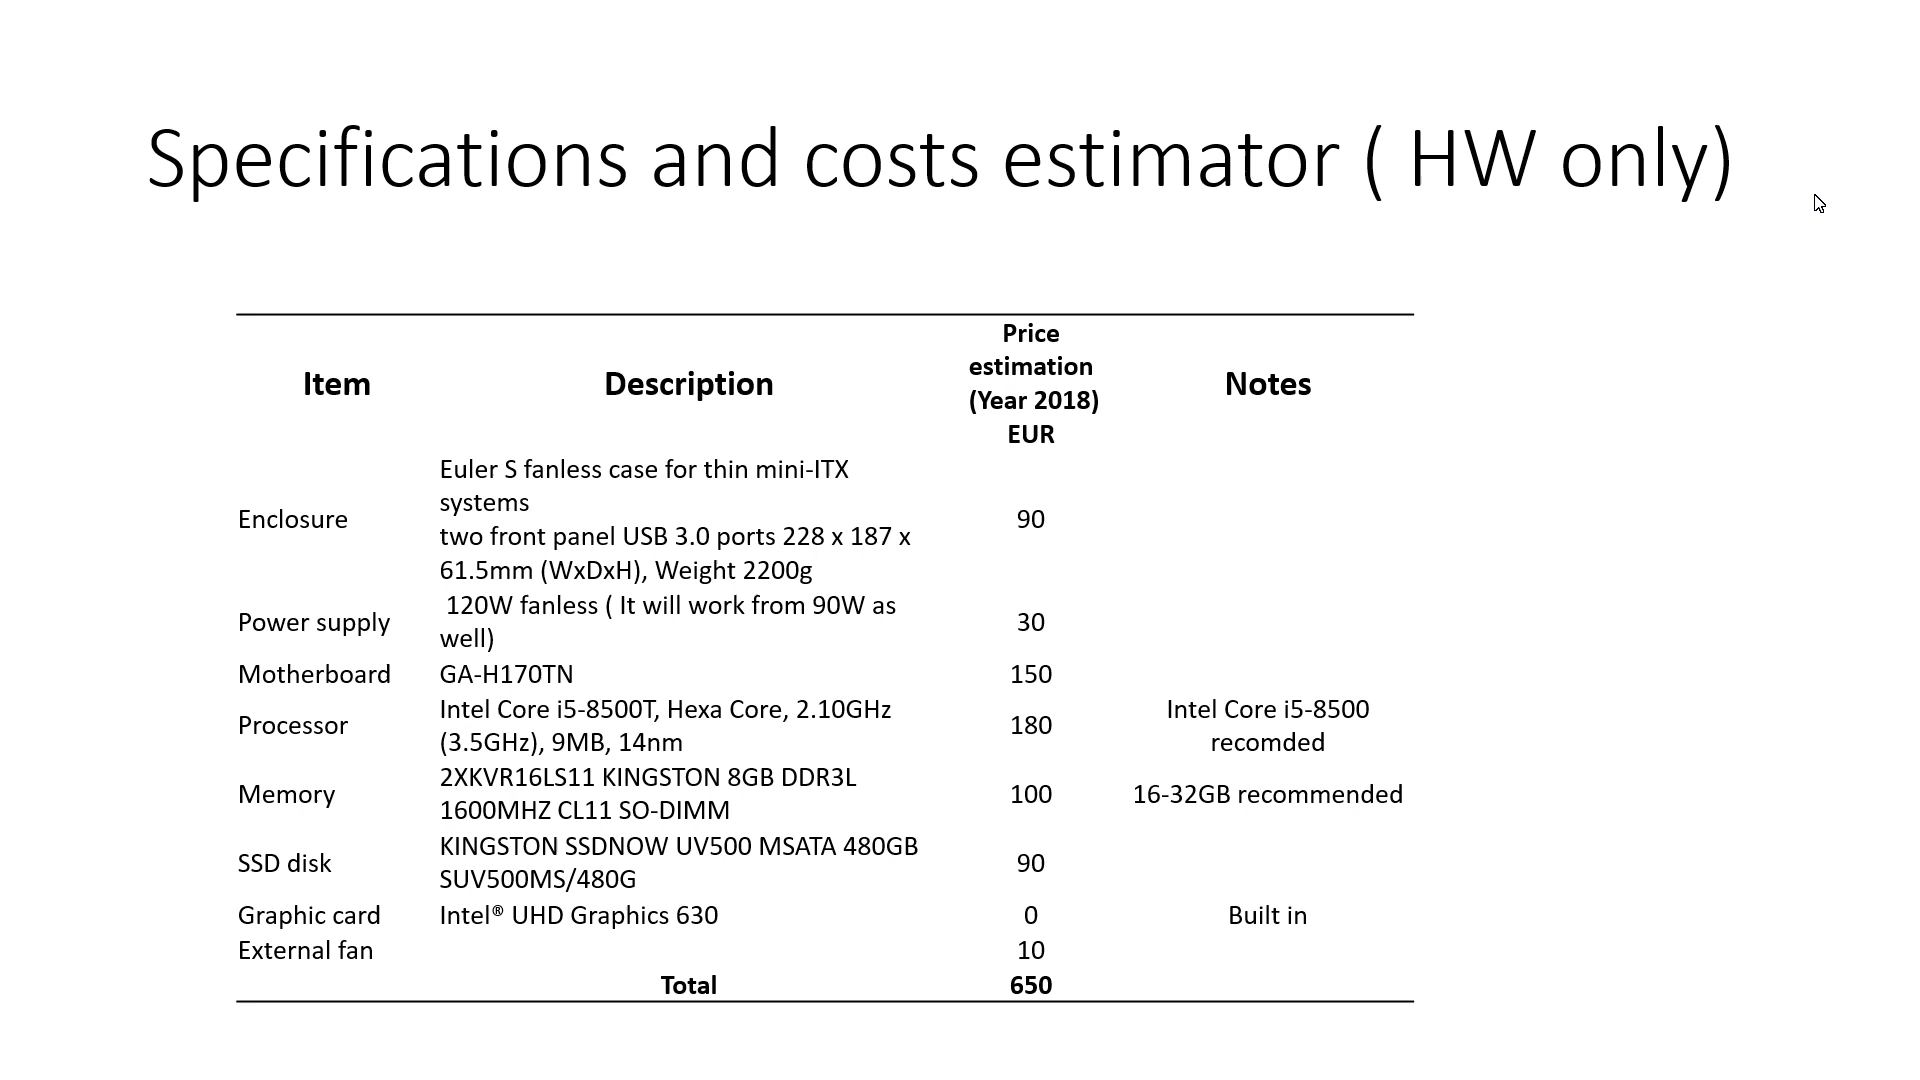 Specifications and costs estimator ( HW only)
Item
Description
Price
estimation
(Year 2018)
EUR
Notes
Enclosure
Euler S fanless case for thin mini-ITX
systems
two front panel USB 3.0 ports 228 x 187 x
61.5mm (WxDxH), Weight 2200g
90
Power supply
120W fanless ( It will work from 90W as
well)
30
Motherboard
GA-H170TN
150
Processor
Intel Core i5-8500T, Hexa Core, 2.10GHz
(3.5GHz), 9MB, 14nm
180
Intel Core i5-8500
recomded
Memory
2XKVR16LS11 KINGSTON 8GB DDR3L
1600MHZ CL11 SO-DIMM
100
16-32GB recommended
SSD disk
KINGSTON SSDNOW UV500 MSATA 480GB
SUV500MS/480G
90
Graphic card
Intel® UHD Graphics 630
0
Built in
External fan
10
Total
650